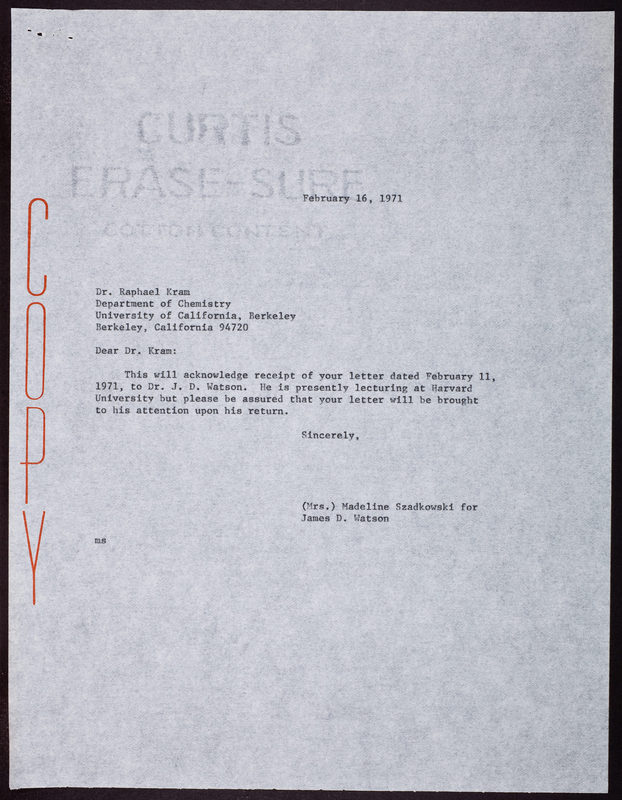 CURTIS
ERASE-SURE
COTTON CONTENT
February 16, 1971
COPY
Dr. Raphael Kram
Department of Chemistry
University of California, Berkeley
Berkeley, California 94720
Dear Dr. Kram:
This will acknowledge receipt of your letter dated February 11,
1971, to Dr. J. D. Watson. He is presently lecturing at Harvard
University but please be assured that your letter will be brought
to his attention upon his return.
Sincerely,
(Mrs.) Madeline Szadkowski for
James D. Watson
ms